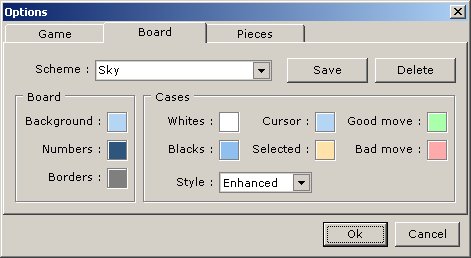 Options
Game Board Pieces
Scheme : Sky Save Delete
Board Cases
Background : Whites : Cursor : Good move :
Numbers : Blacks : Selected : Bad move :
Borders : Style : Enhanced
Ok Cancel